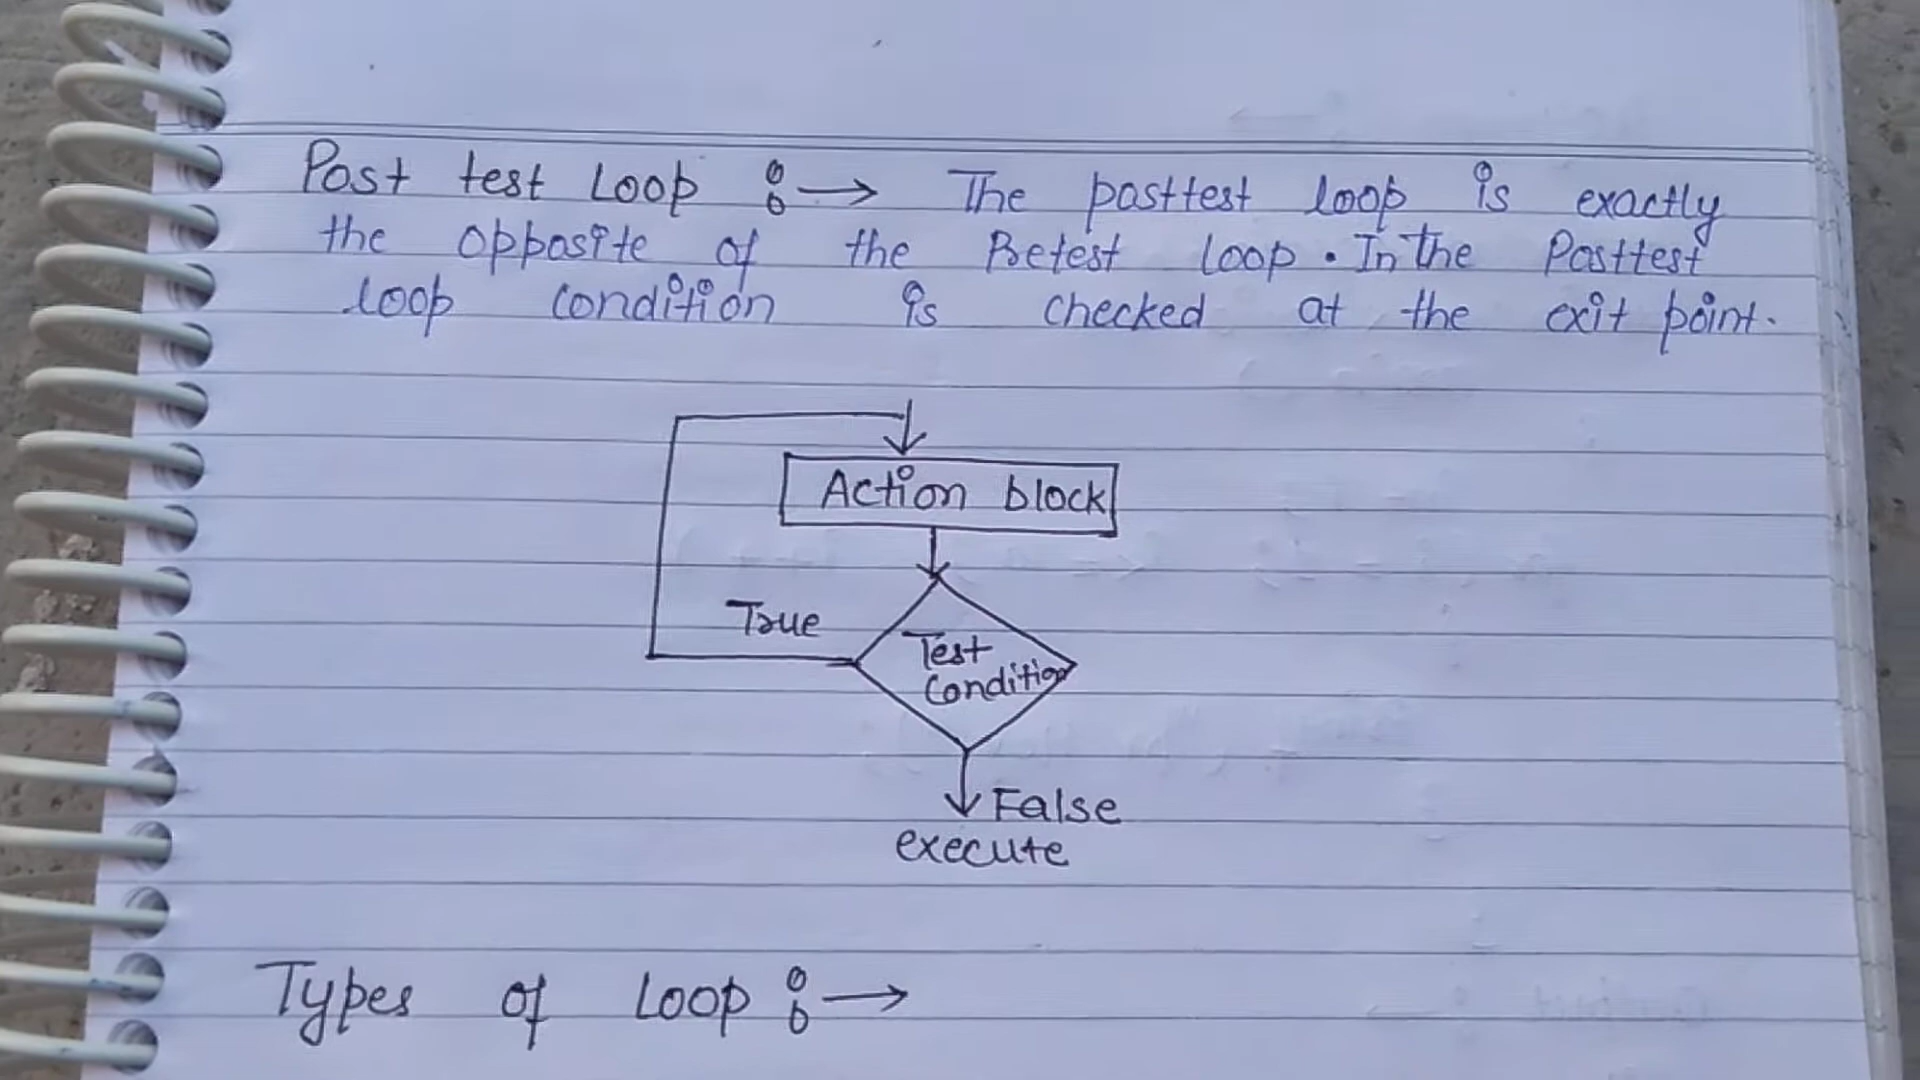 Post test Loop :→ The posttest loop is exactly
the opposite of the Pretest Loop. In the Posttest
loop condition is checked at the exit point.
Action block
True
Test
Condition
False
execute
Types of Loop :→